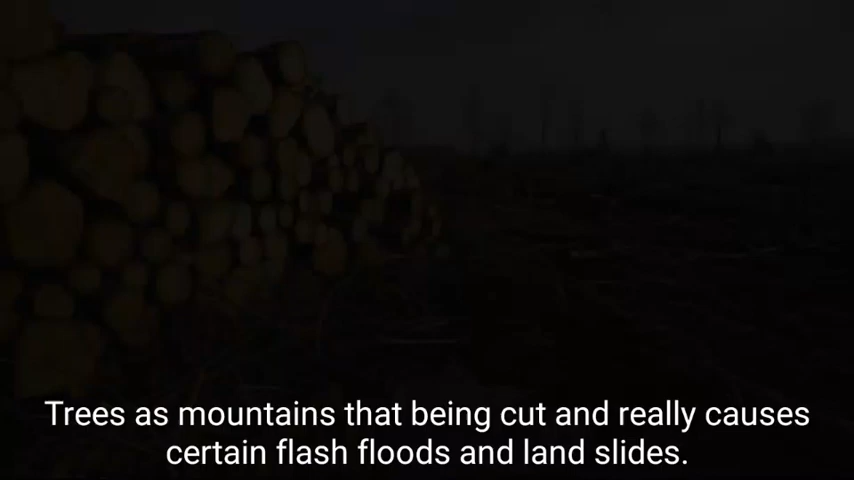 Trees as mountains that being cut and really causes
certain flash floods and land slides.